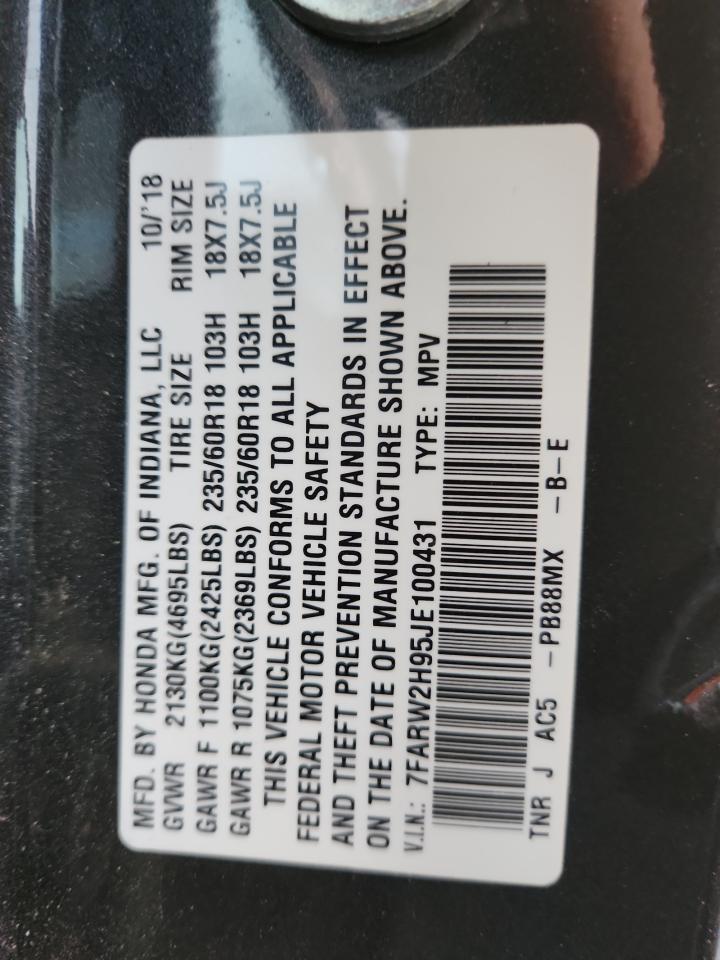 MFD. BY HONDA MFG. OF INDIANA, LLC 10/'18
GVWR 2130KG(4695LBS) TIRE SIZE RIM SIZE
GAWR F 1100KG(2425LBS) 235/60R18 103H 18X7.5J
GAWR R 1075KG(2369LBS) 235/60R18 103H 18X7.5J
THIS VEHICLE CONFORMS TO ALL APPLICABLE
FEDERAL MOTOR VEHICLE SAFETY
AND THEFT PREVENTION STANDARDS IN EFFECT
ON THE DATE OF MANUFACTURE SHOWN ABOVE.
V.I.N.: 7FARW2H95JE100431 TYPE: MPV
TNR J AC5 -PB88MX -B-E